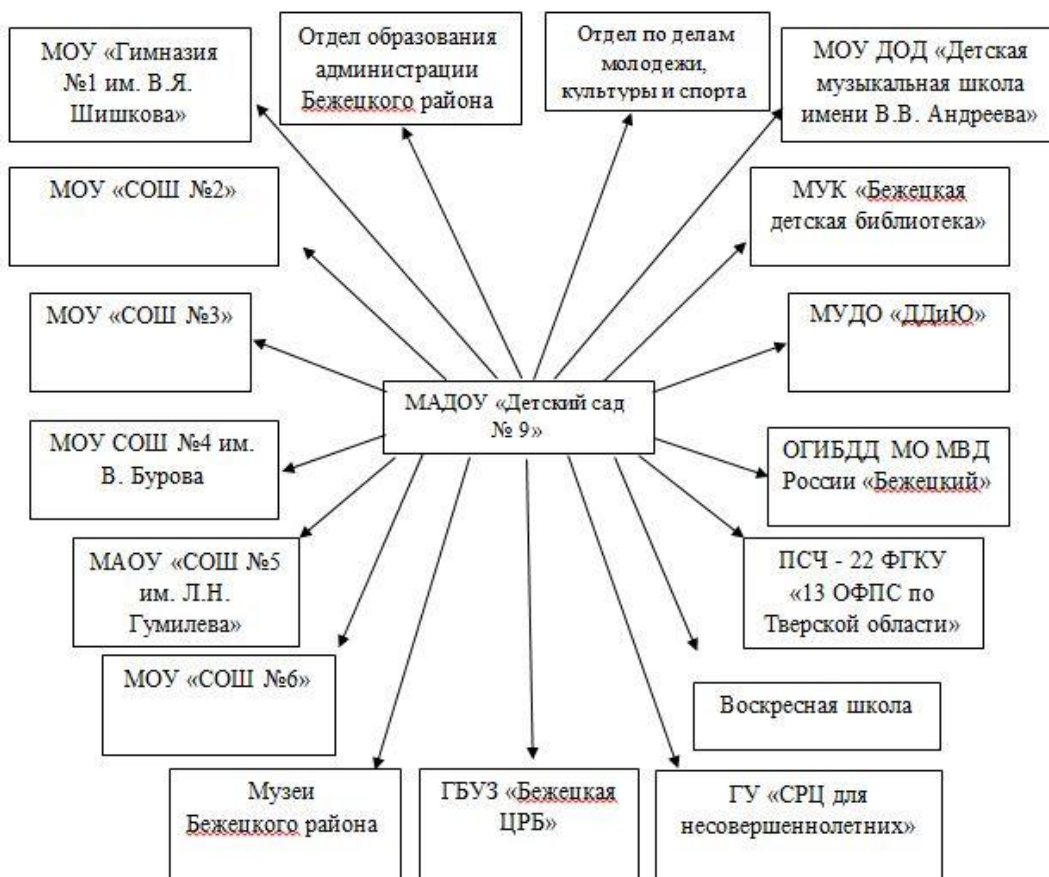 МОУ «Гимназия
№1 им. В.Я.
Шишкова»
Отдел образования
администрации
Бежецкого района
Отдел по делам
молодежи,
культуры и спорта
МОУ ДОД «Детская
музыкальная школа
имени В.В. Андреева»
МОУ «СОШ №2»
МУК «Бежецкая
детская библиотека»
МОУ «СОШ №3»
МУДО «ДДиЮ»
МАДОУ «Детский сад
№ 9»
МОУ СОШ №4 им.
В. Бурова
ОГИБДД МО МВД
России «Бежецкий»
МАОУ «СОШ №5
им. Л.Н.
Гумилева»
ПСЧ - 22 ФГКУ
«13 ОФПС по
Тверской области»
МОУ «СОШ №6»
Воскресная школа
Музеи
Бежецкого района
ГБУЗ «Бежецкая
ЦРБ»
ГУ «СРЦ для
несовершеннолетних»